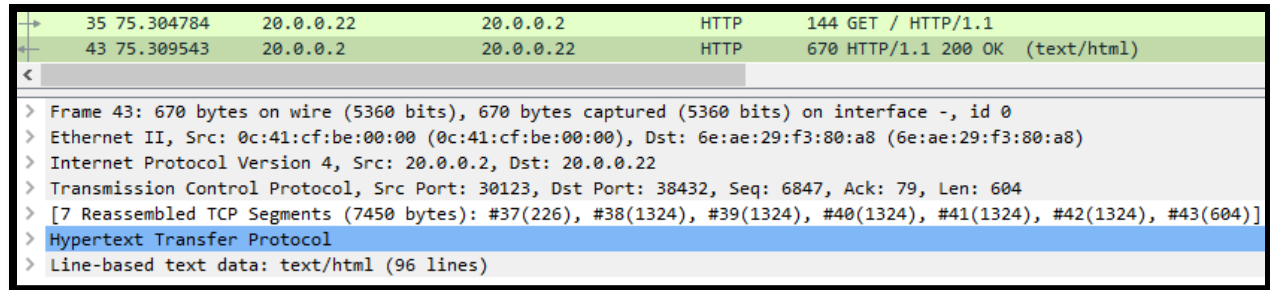 35 75.304784 20.0.0.22 20.0.0.2 HTTP 144 GET / HTTP/1.1
43 75.309543 20.0.0.2 20.0.0.22 HTTP 670 HTTP/1.1 200 OK (text/html)
Frame 43: 670 bytes on wire (5360 bits), 670 bytes captured (5360 bits) on interface -, id 0
Ethernet II, Src: 0c:41:cf:be:00:00 (0c:41:cf:be:00:00), Dst: 6e:ae:29:f3:80:a8 (6e:ae:29:f3:80:a8)
Internet Protocol Version 4, Src: 20.0.0.2, Dst: 20.0.0.22
Transmission Control Protocol, Src Port: 30123, Dst Port: 38432, Seq: 6847, Ack: 79, Len: 604
[7 Reassembled TCP Segments (7450 bytes): #37(226), #38(1324), #39(1324), #40(1324), #41(1324), #42(1324), #43(604)]
Hypertext Transfer Protocol
Line-based text data: text/html (96 lines)